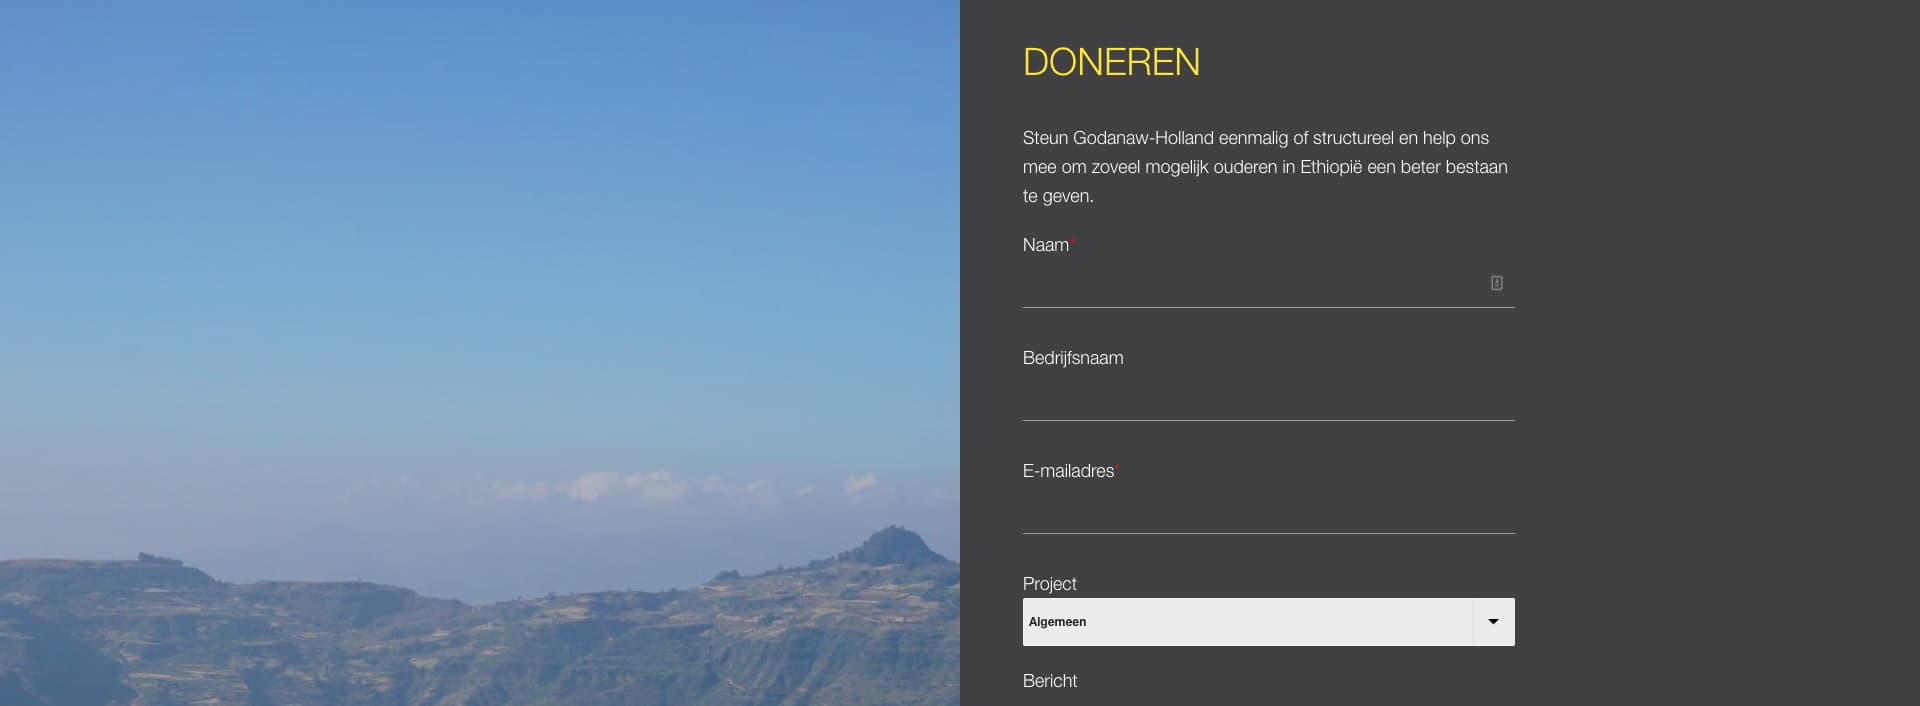 DONEREN
Steun Godanaw-Holland eenmalig of structureel en help ons
mee om zoveel mogelijk ouderen in Ethiopië een beter bestaan
te geven.
Naam*
Bedrijfsnaam
E-mailadres*
Project
Algemeen
Bericht